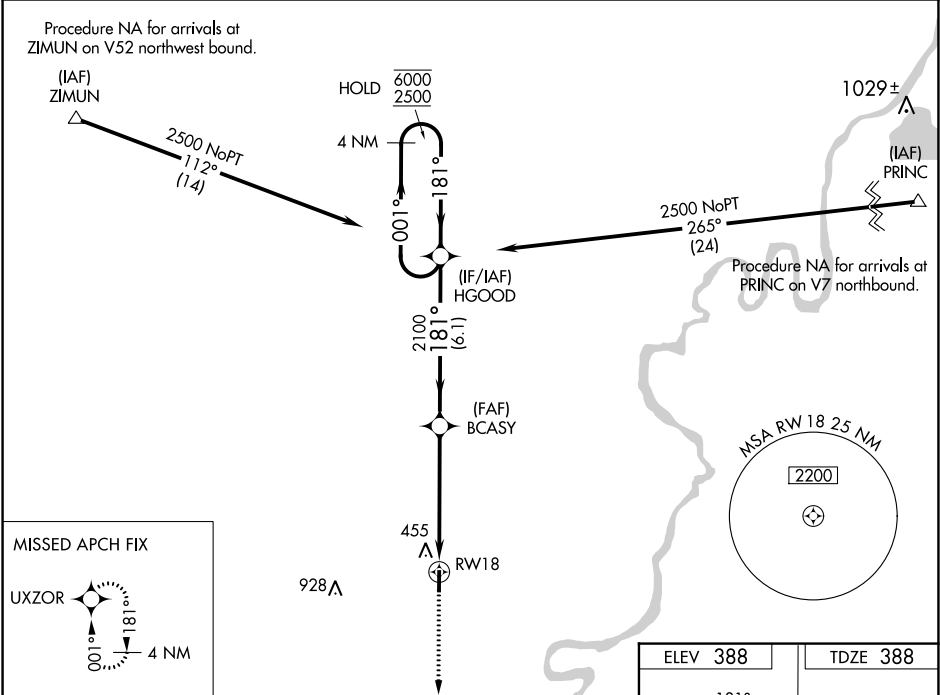 Procedure NA for arrivals at
ZIMUN on V52 northwest bound.
(IAF)
ZIMUN
2500 NoPT
112°
(14)
HOLD
6000
2500
4 NM
001°
181°
1029±
(IAF)
PRINC
2500 NoPT
265°
(24)
Procedure NA for arrivals at
PRINC on V7 northbound.
(IF/IAF)
HGOOD
2100
181°
(6.1)
(FAF)
BCASY
MSA RW 18 25 NM
2200
455
RW18
928
MISSED APCH FIX
UXZOR
001°
181°
4 NM
ELEV 388
TDZE 388